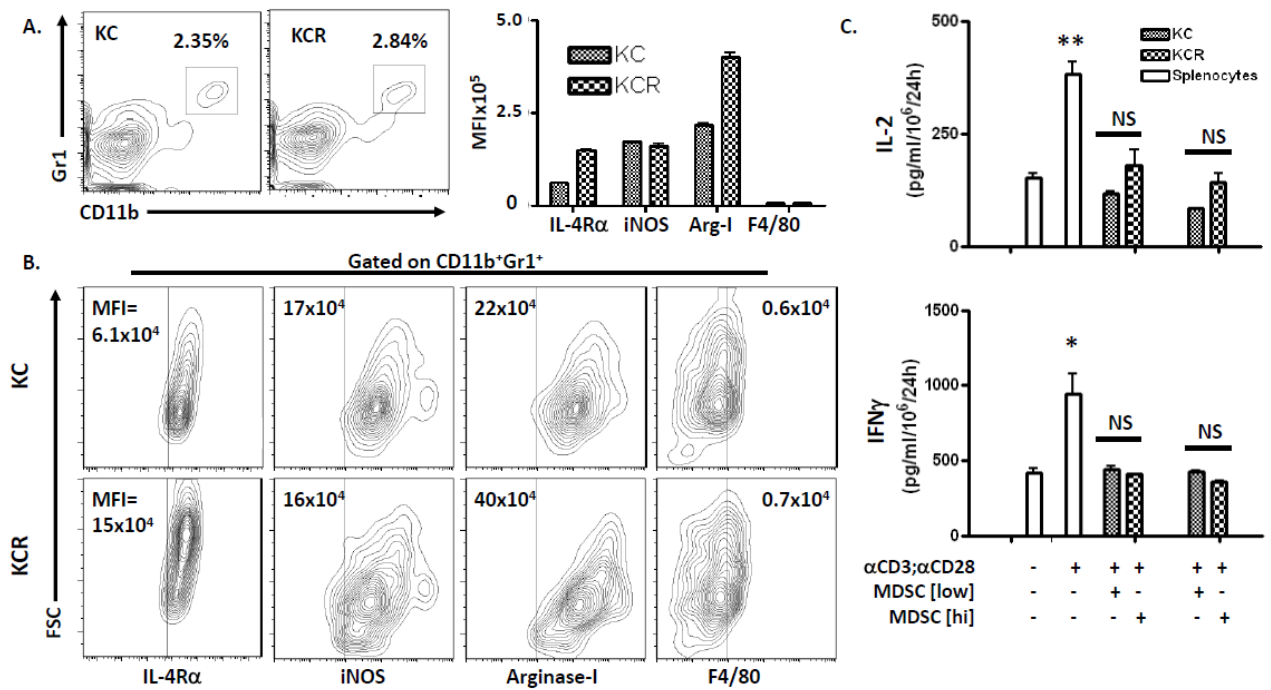 A.
KC
2.35%
KCR
2.84%
Gr1
CD11b
MFIx10⁵
5.0
2.5
0
KC
KCR
IL-4Rα iNOS Arg-I F4/80
B.
Gated on CD11b⁺Gr1⁺
KC
MFI=
6.1x10⁴
17x10⁴
22x10⁴
0.6x10⁴
KCR
MFI=
15x10⁴
16x10⁴
40x10⁴
0.7x10⁴
FSC
IL-4Rα
iNOS
Arginase-I
F4/80
C.
IL-2
(pg/ml/10⁶/24h)
500
250
0
**
NS
NS
KC
KCR
Splenocytes
IFNγ
(pg/ml/10⁶/24h)
1500
1000
500
0
*
NS
NS
αCD3;αCD28 - + + + + +
MDSC [low] - - + - + -
MDSC [hi] - - - + - +